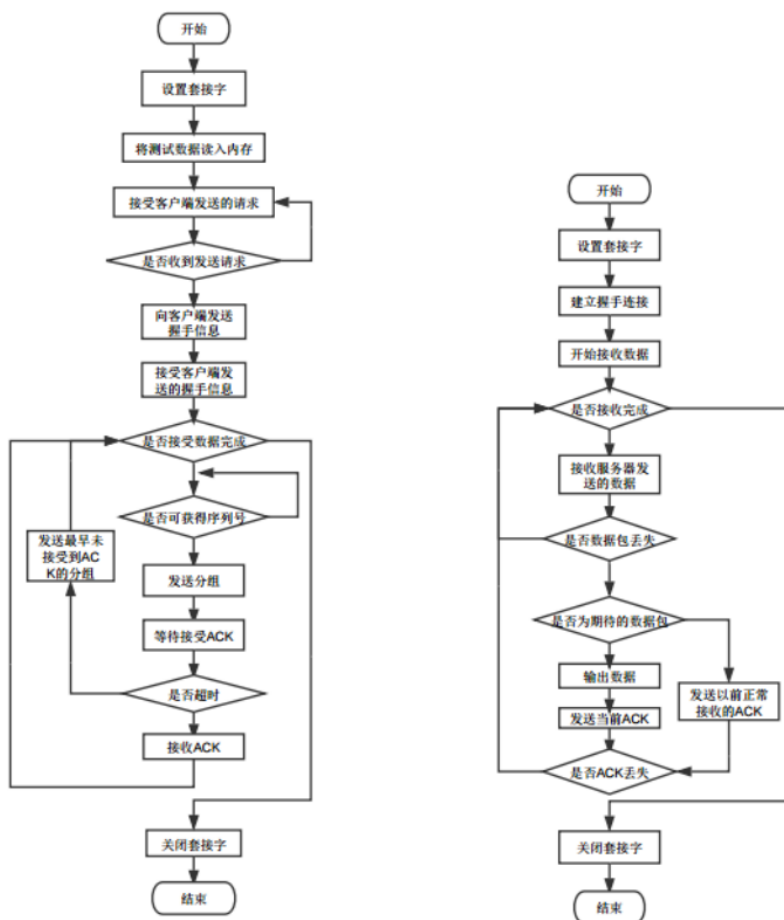 开始
设置套接字
将测试数据读入内存
接受客户端发送的请求
是否收到发送请求
向客户端发送
握手信息
接受客户端发
送的握手信息
是否接受数据完成
是否可获得序列号
发送最早未
接受到AC
K的分组
发送分组
等待接受ACK
是否超时
接收ACK
关闭套接字
结束
开始
设置套接字
建立握手连接
开始接收数据
是否接收完成
接收服务器发
送的数据
是否数据包丢失
是否为期待的数据包
输出数据
发送以前正常
接收的ACK
发送当前ACK
是否ACK丢失
关闭套接字
结束